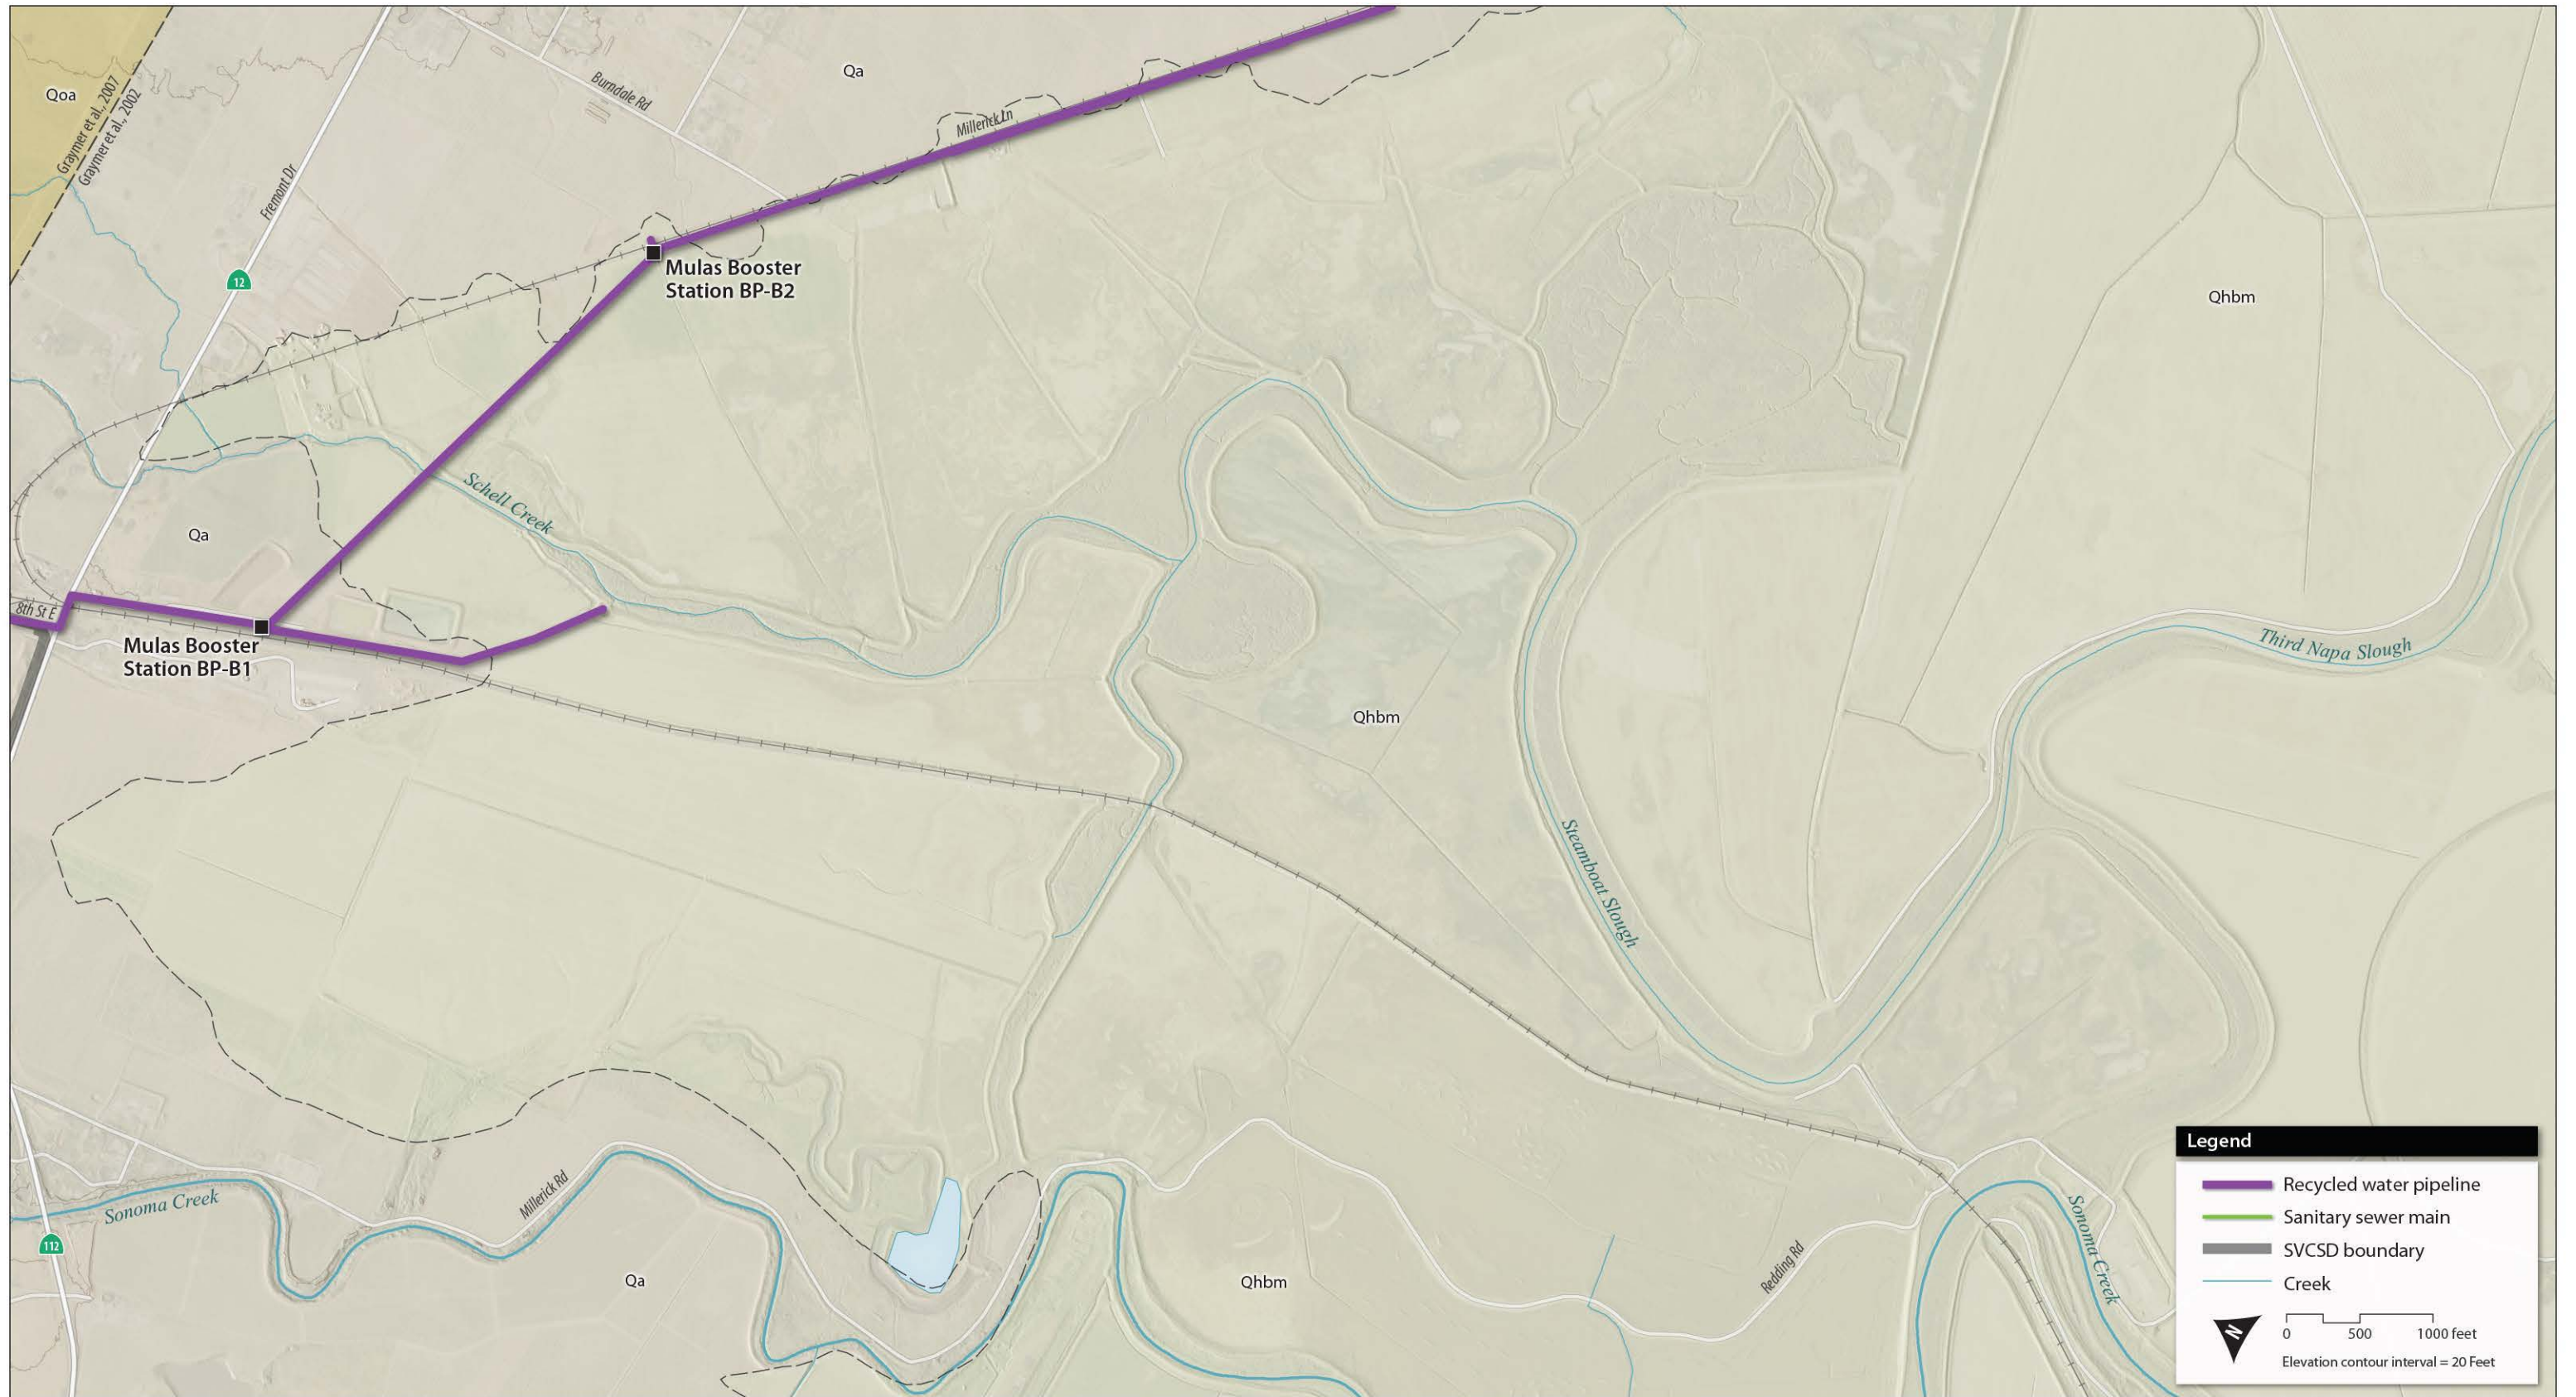 Qoa
Graymer et al., 2007
Graymer et al., 2002
Fremont Dr
12
Burndale Rd
Qa
Millerick Ln
Mulas Booster
Station BP-B2
Qhbm
Schell Creek
Qa
8th St E
Mulas Booster
Station BP-B1
Qhbm
Third Napa Slough
Steamboat Slough
Sonoma Creek
112
Millerick Rd
Qa
Qhbm
Redding Rd
Sonoma Creek
Legend
Recycled water pipeline
Sanitary sewer main
SVCSD boundary
Creek
N
0 500 1000 feet
Elevation contour interval = 20 Feet